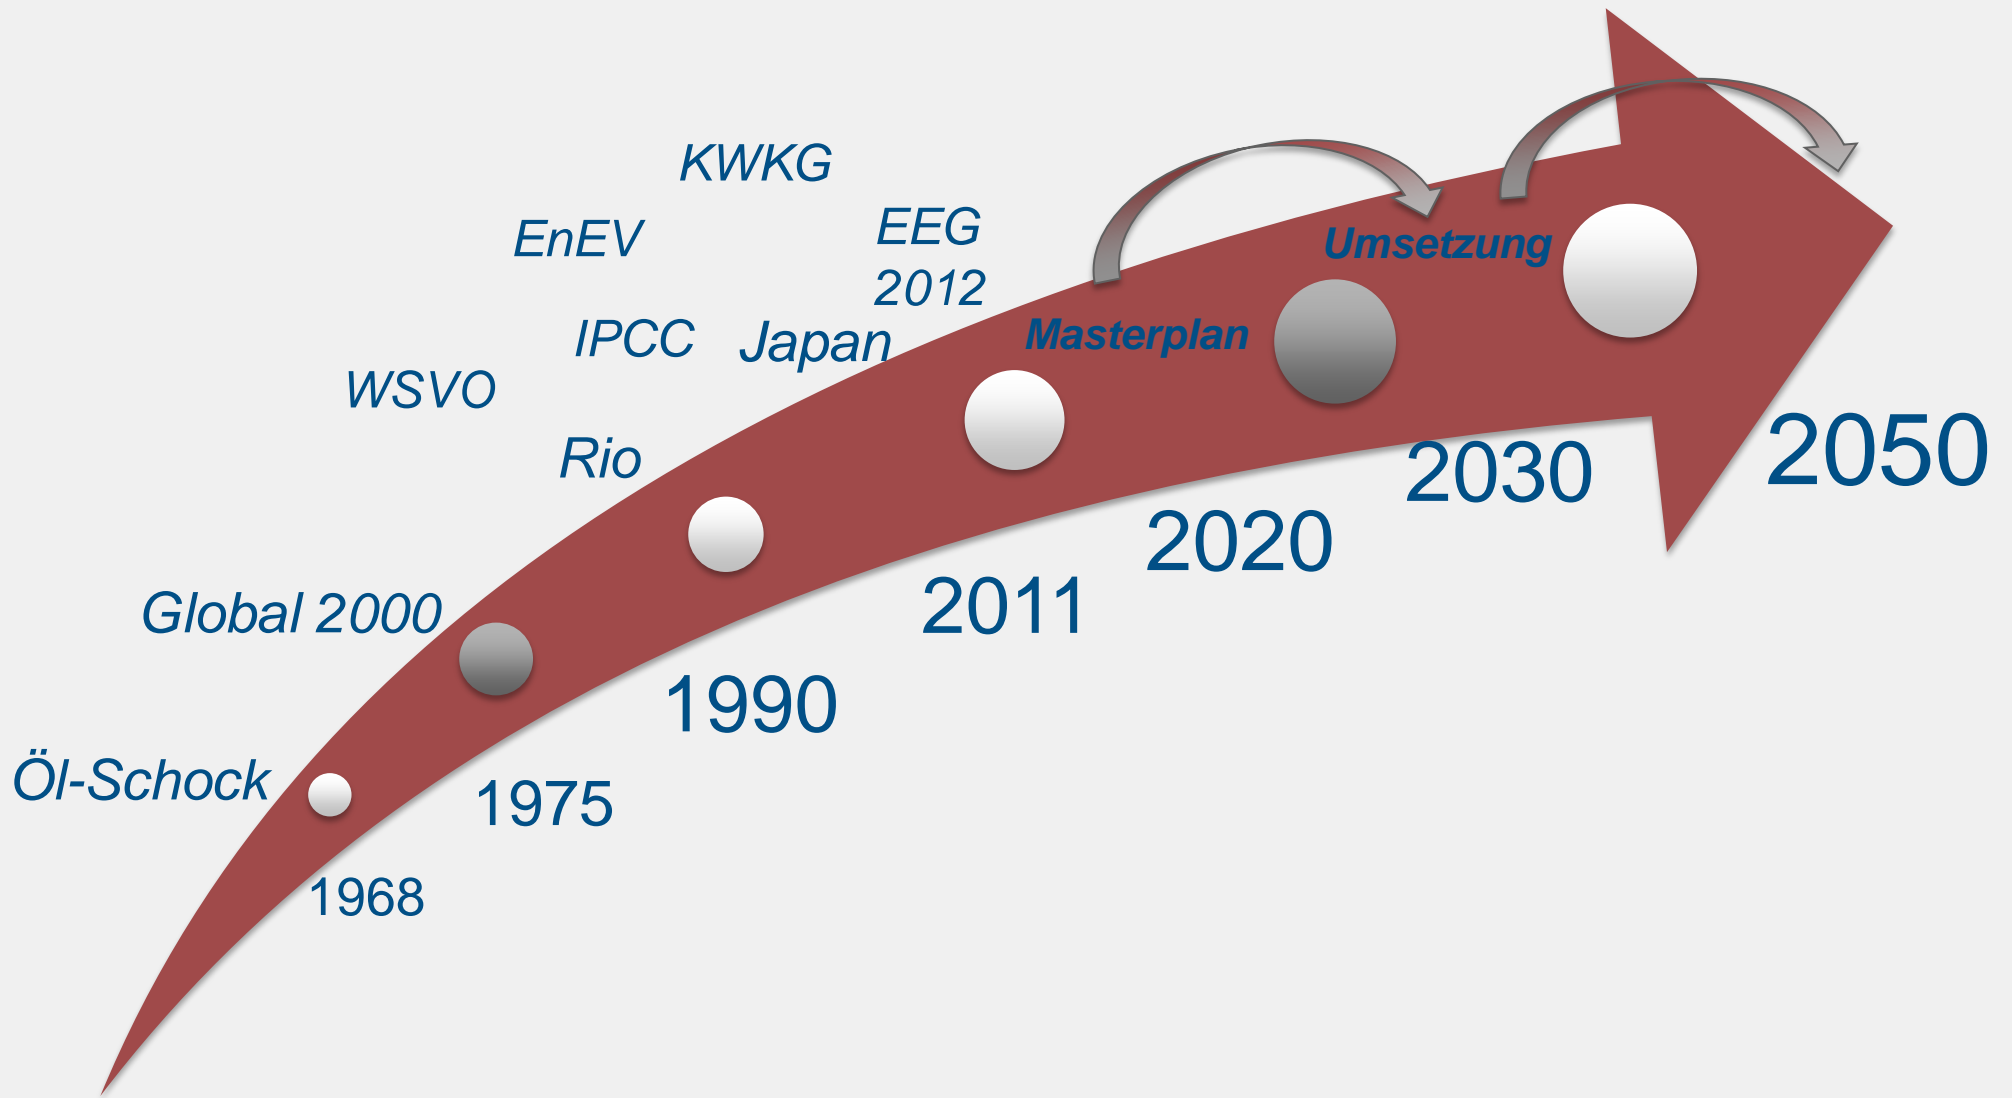 KWKG
EnEV
EEG
2012
IPCC
Japan
WSVO
Rio
Global 2000
Öl-Schock
Masterplan
Umsetzung
1968
1975
1990
2011
2020
2030
2050